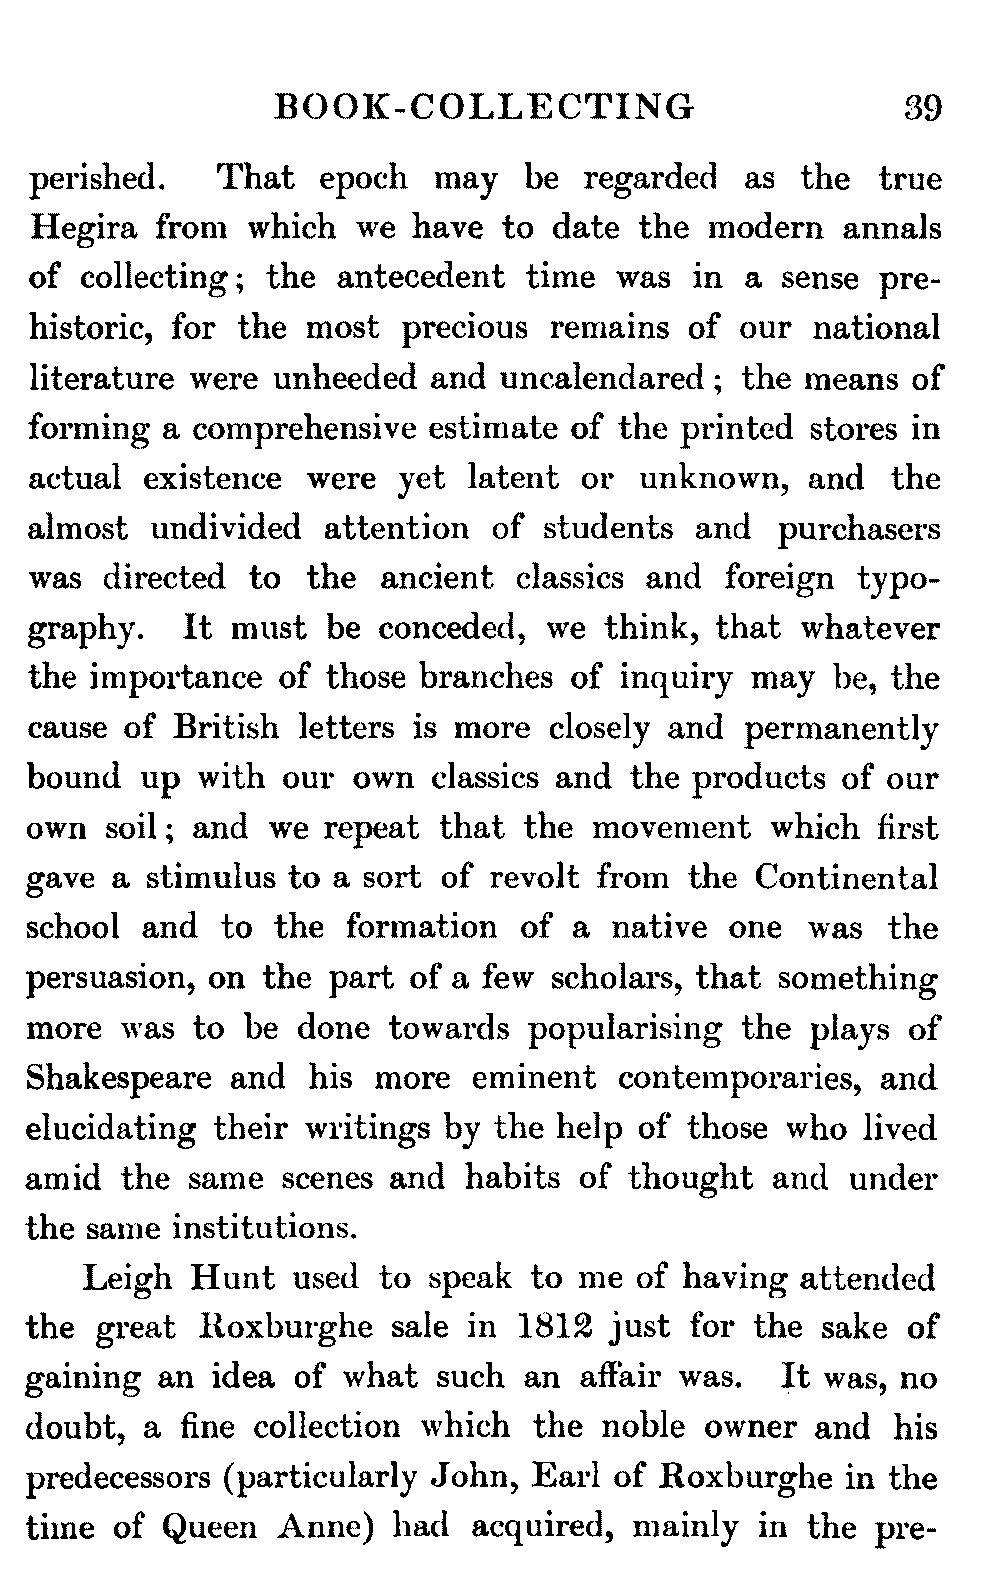 BOOK-COLLECTING 39
perished. That epoch may be regarded as the true
Hegira from which we have to date the modern annals
of collecting; the antecedent time was in a sense pre-
historic, for the most precious remains of our national
literature were unheeded and uncalendared; the means of
forming a comprehensive estimate of the printed stores in
actual existence were yet latent or unknown, and the
almost undivided attention of students and purchasers
was directed to the ancient classics and foreign typo-
graphy. It must be conceded, we think, that whatever
the importance of those branches of inquiry may be, the
cause of British letters is more closely and permanently
bound up with our own classics and the products of our
own soil; and we repeat that the movement which first
gave a stimulus to a sort of revolt from the Continental
school and to the formation of a native one was the
persuasion, on the part of a few scholars, that something
more was to be done towards popularising the plays of
Shakespeare and his more eminent contemporaries, and
elucidating their writings by the help of those who lived
amid the same scenes and habits of thought and under
the same institutions.
Leigh Hunt used to speak to me of having attended
the great Roxburghe sale in 1812 just for the sake of
gaining an idea of what such an affair was. It was, no
doubt, a fine collection which the noble owner and his
predecessors (particularly John, Earl of Roxburghe in the
time of Queen Anne) had acquired, mainly in the pre-